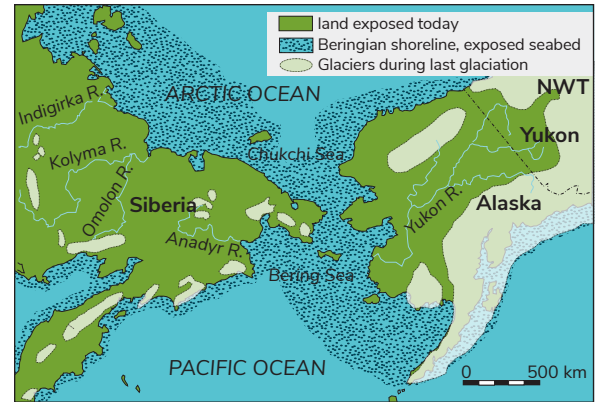 land exposed today
Beringian shoreline, exposed seabed
Glaciers during last glaciation
NWT
ARCTIC OCEAN
Indigirka R.
Yukon
Kolyma R.
Chukchi Sea
Omolon R.
Siberia
Yukon R.
Alaska
Anadyr R.
Bering Sea
PACIFIC OCEAN
0 500 km